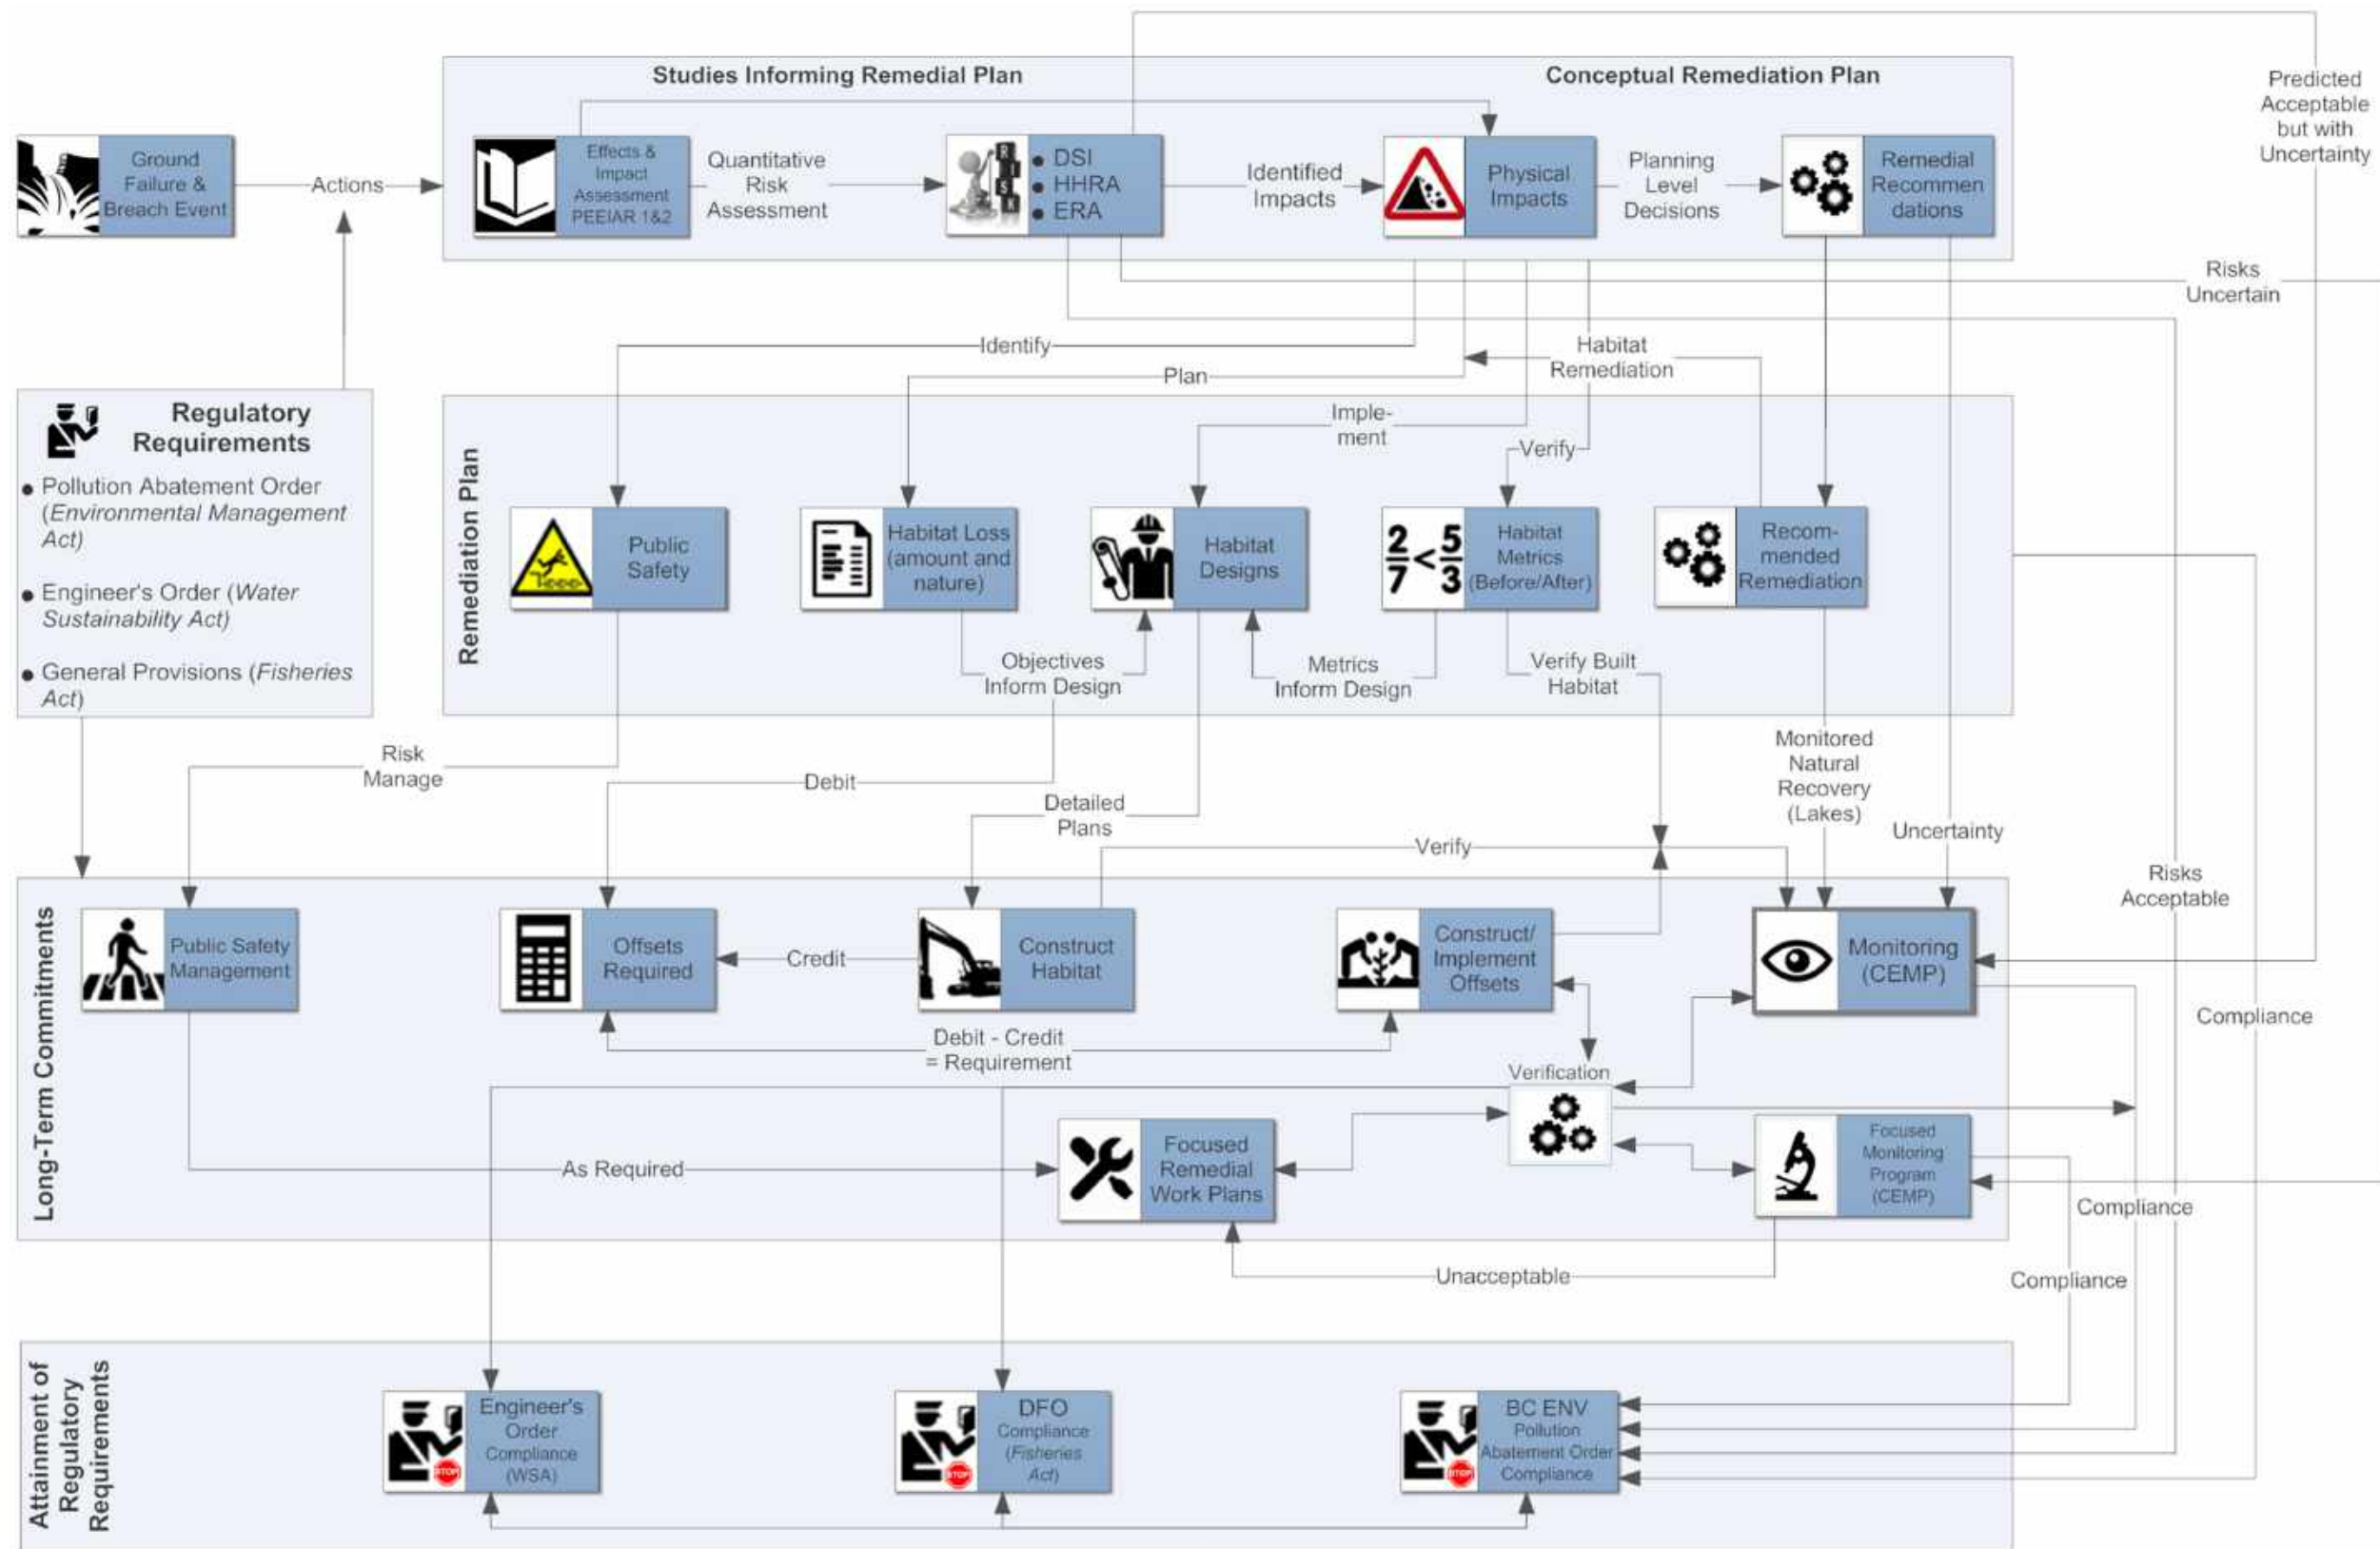 Studies Informing Remedial Plan
Conceptual Remediation Plan
Predicted
Acceptable
but with
Uncertainty
Ground
Failure &
Breach Event
Actions
Effects &
Impact
Assessment
PEEIAR 1&2
Quantitative
Risk
Assessment
RISK
● DSI
● HHRA
● ERA
Identified
Impacts
Physical
Impacts
Planning
Level
Decisions
Remedial
Recommen
dations
Risks
Uncertain
Identify
Plan
Habitat
Remediation
Imple-
ment
Verify
Regulatory
Requirements
● Pollution Abatement Order
(Environmental Management
Act)
● Engineer's Order (Water
Sustainability Act)
● General Provisions (Fisheries
Act)
Remediation Plan
Public
Safety
Habitat Loss
(amount and
nature)
Habitat
Designs
2/7 < 5/3
Habitat
Metrics
(Before/After)
Recom-
mended
Remediation
Objectives
Inform Design
Metrics
Inform Design
Verify Built
Habitat
Risk
Manage
Debit
Detailed
Plans
Monitored
Natural
Recovery
(Lakes)
Uncertainty
Verify
Risks
Acceptable
Long-Term Commitments
Public Safety
Management
Offsets
Required
Credit
Construct
Habitat
Construct/
Implement
Offsets
Monitoring
(CEMP)
Compliance
Debit - Credit
= Requirement
Verification
As Required
Focused
Remedial
Work Plans
Focused
Monitoring
Program
(CEMP)
Compliance
Unacceptable
Compliance
Attainment of
Regulatory
Requirements
Engineer's
Order
Compliance
(WSA)
STOP
DFO
Compliance
(Fisheries
Act)
STOP
BC ENV
Pollution
Abatement Order
Compliance
STOP